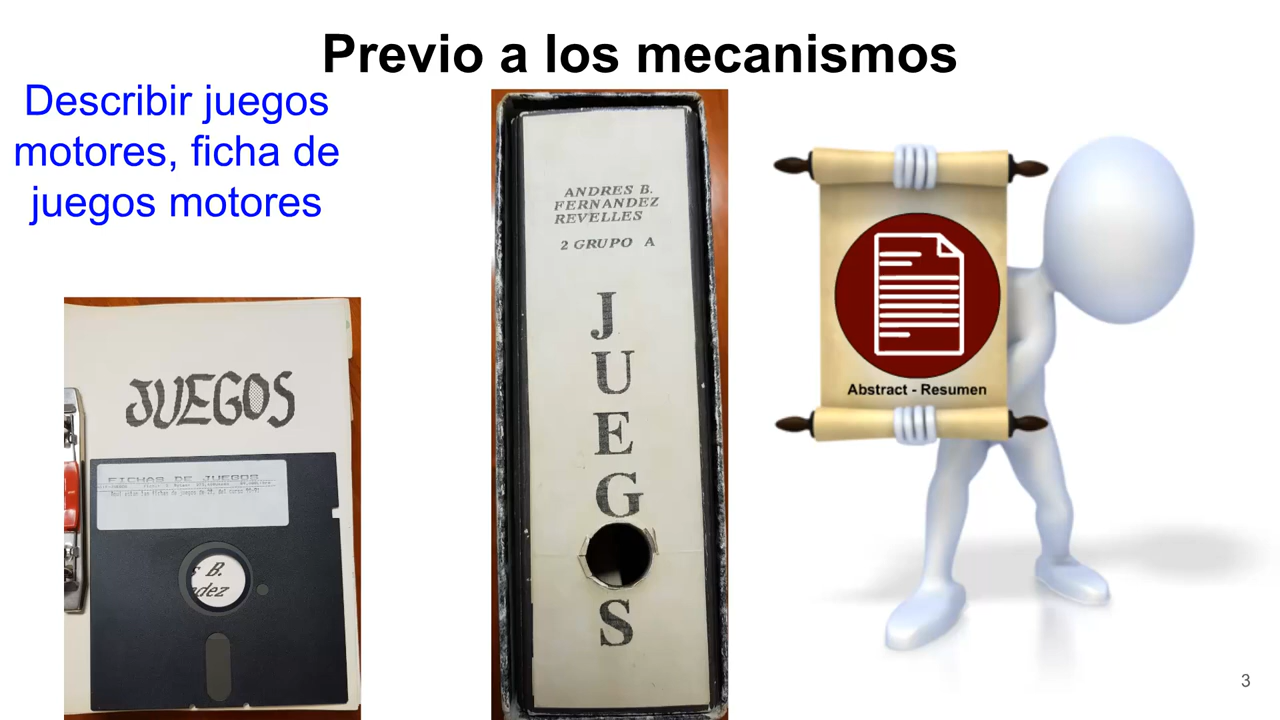 Previo a los mecanismos
Describir juegos
motores, ficha de
juegos motores
JUEGOS
FICHAS DE JUEGOS
s B.
ndez
ANDRES B.
FERNANDEZ
REVELLES
2 GRUPO A
J
U
E
G
O
S
Abstract - Resumen
3